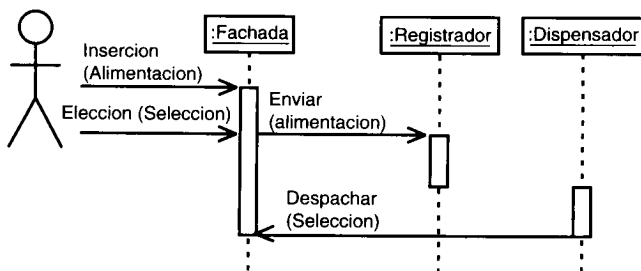 :Fachada
:Registrador
:Dispensador
Insercion
(Alimentacion)
Eleccion (Seleccion)
Enviar
(alimentacion)
Despachar
(Seleccion)